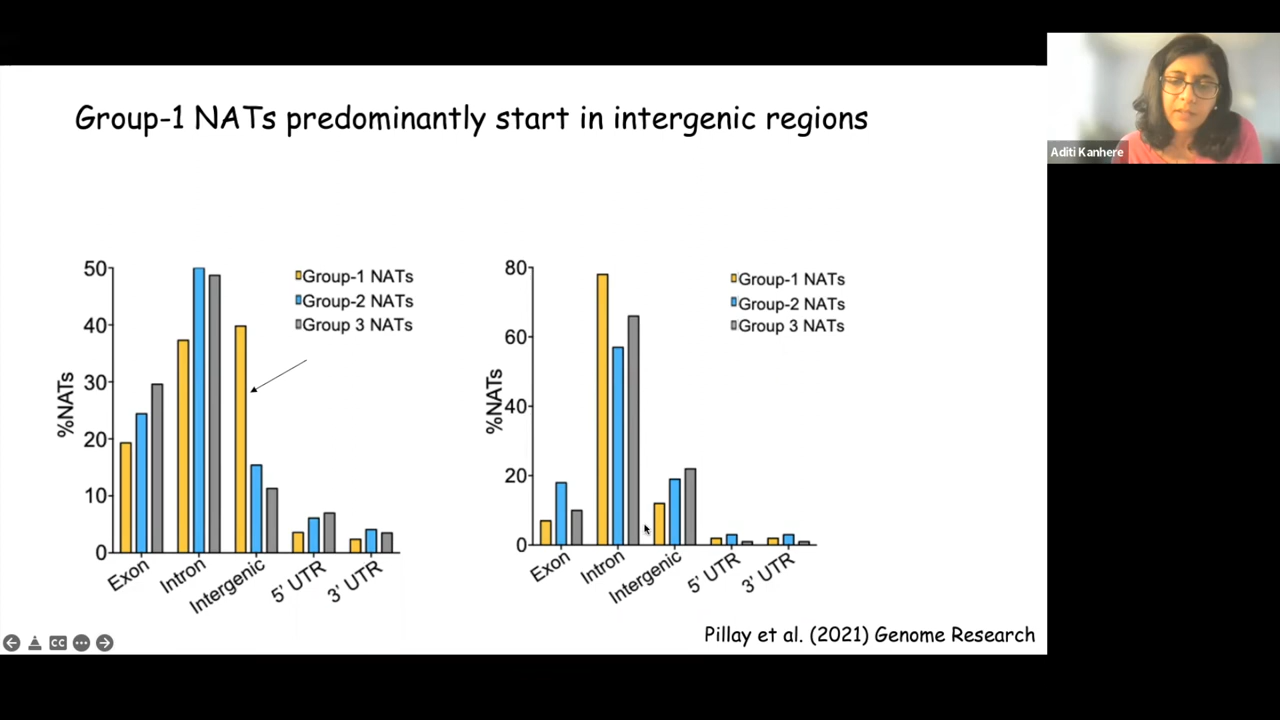 Group-1 NATs predominantly start in intergenic regions
Aditi Kanhere
%NATs
50
40
30
20
10
0
Exon
Intron
Intergenic
5' UTR
3' UTR
Group-1 NATs
Group-2 NATs
Group 3 NATs
%NATs
80
60
40
20
0
Exon
Intron
Intergenic
5' UTR
3' UTR
Group-1 NATs
Group-2 NATs
Group 3 NATs
Pillay et al. (2021) Genome Research
CC